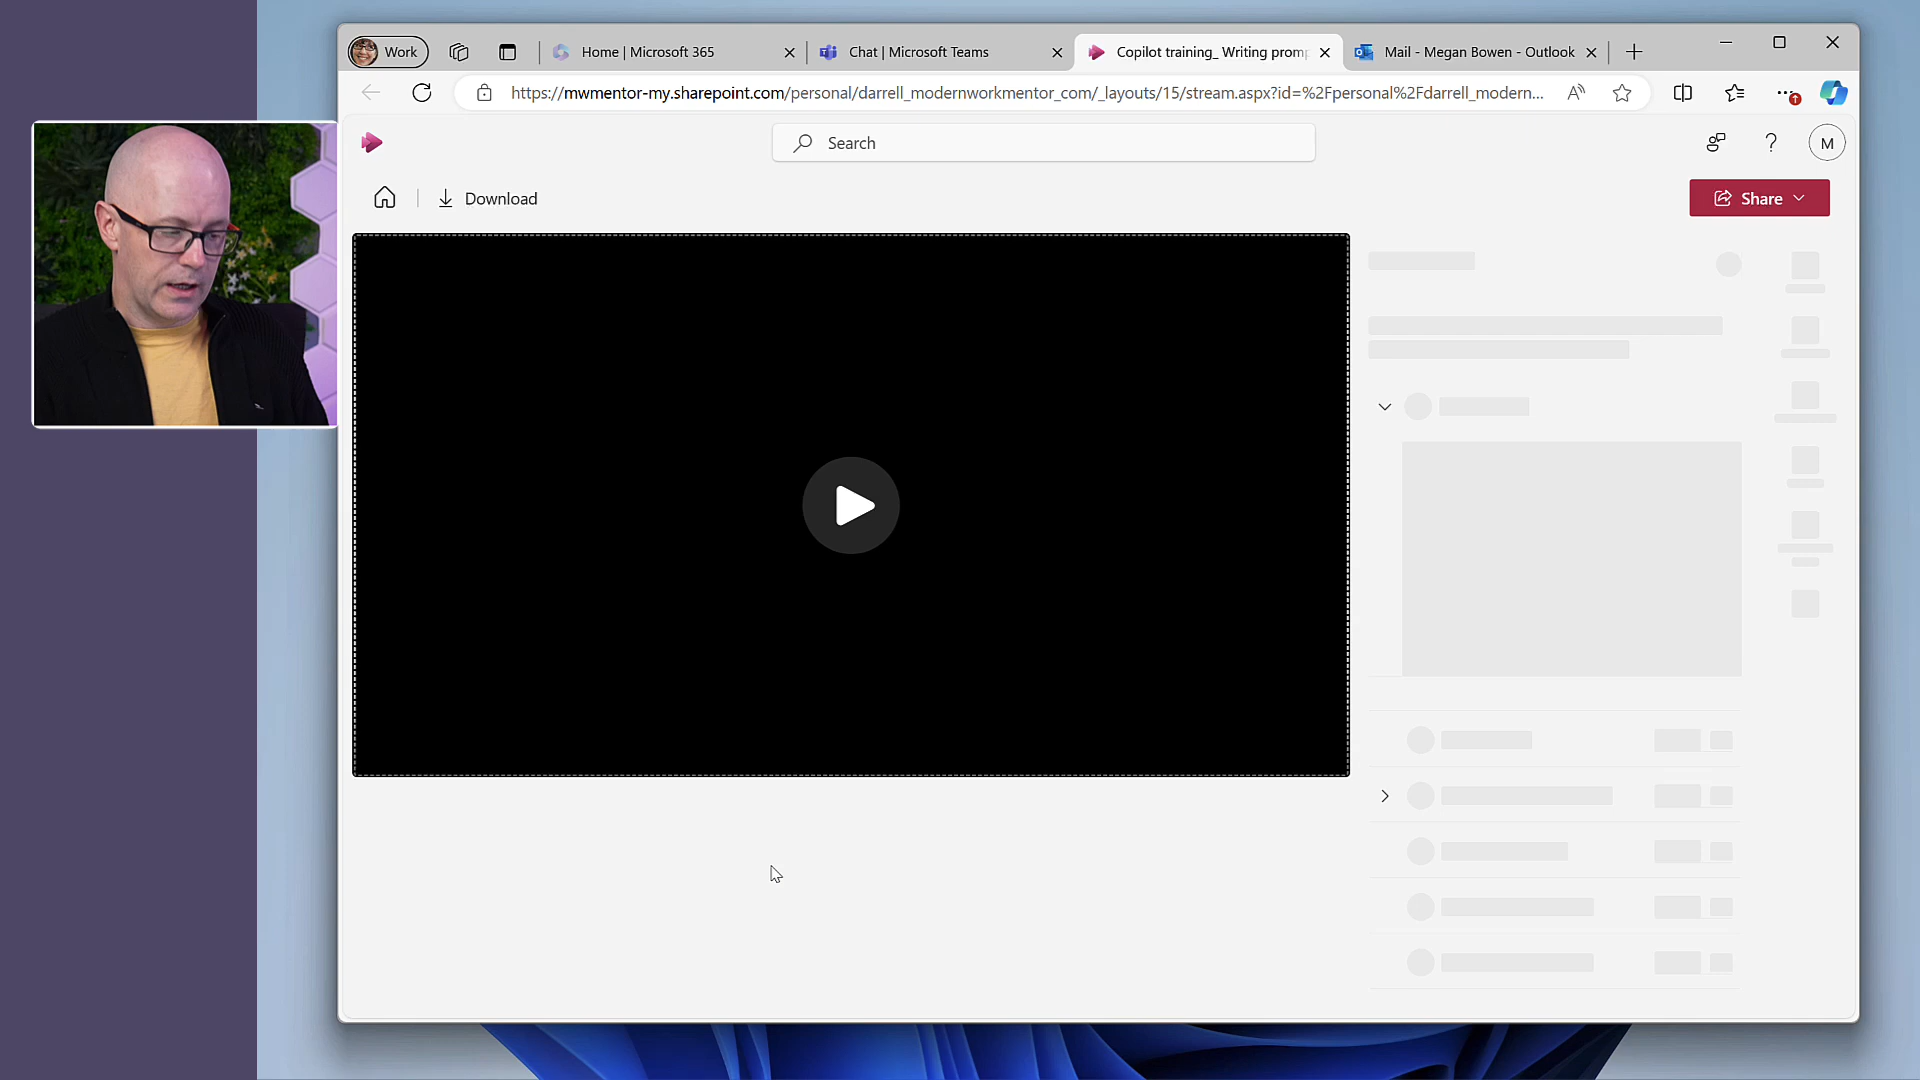 Work
Home | Microsoft 365
Chat | Microsoft Teams
Copilot training_ Writing promp
Mail - Megan Bowen - Outlook
https://mwmentor-my.sharepoint.com/personal/darrell_modernworkmentor_com/_layouts/15/stream.aspx?id=%2Fpersonal%2Fdarrell_modern...
Search
M
Download
Share